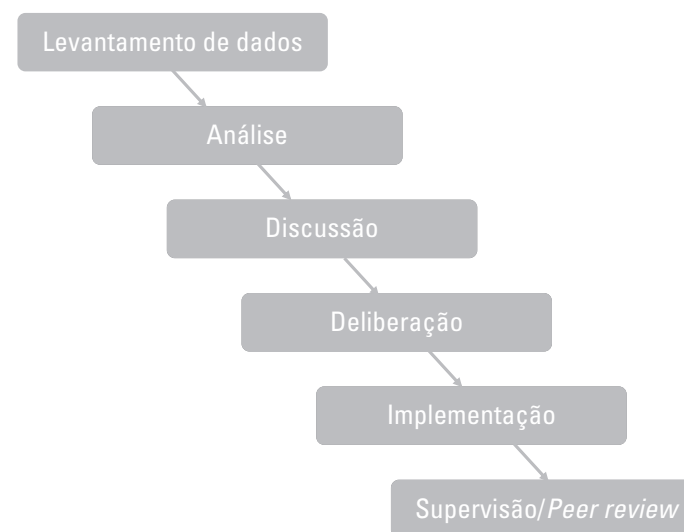 Levantamento de dados
Análise
Discussão
Deliberação
Implementação
Supervisão/Peer review